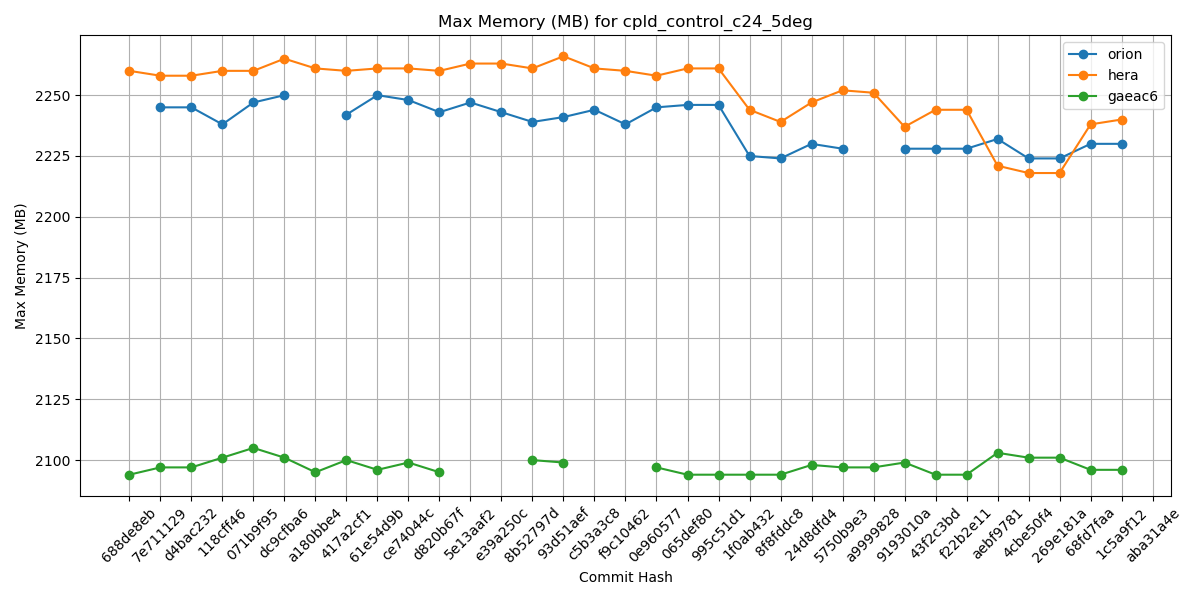 Max Memory (MB) for cpld_control_c24_5deg
orion
hera
gaeac6
Max Memory (MB)
2250
2225
2200
2175
2150
2125
2100
688de8eb
7e711129
d4bac232
118cff46
071b9f95
dc9cfba6
a180bbe4
417a2cf1
61e54d9b
ce74044c
d820b67f
5e13aaf2
e39a250c
8b52797d
93d51aef
c5b3a3c8
f9c10462
0e960577
065def80
995c51d1
1f0ab432
8f8fddc8
24d8dfd4
5750b9e3
a9999828
9193010a
43f2c3bd
f22b2e11
aebf9781
4cbe50f4
269e181a
68fd7faa
1c5a9f12
aba31a4e
Commit Hash